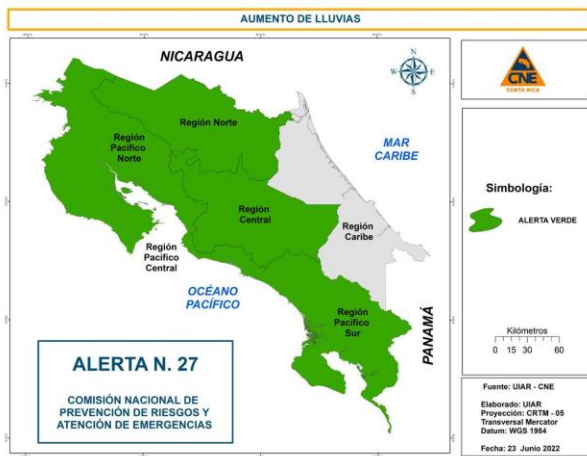 AUMENTO DE LLUVIAS
NICARAGUA
N
W E
S
MAR
CARIBE
Región Norte
Región
Pacífico
Norte
Región
Central
Región
Caribe
Región
Pacífico
Central
OCÉANO
PACÍFICO
Región
Pacífico
Sur
PANAMÁ
ALERTA N. 27
COMISIÓN NACIONAL DE
PREVENCIÓN DE RIESGOS Y
ATENCIÓN DE EMERGENCIAS
CNE
COSTA RICA
Simbología:
ALERTA VERDE
Kilómetros
0 15 30 60
Fuente: UIAR - CNE
Elaborado: UIAR
Proyección: CRTM - 05
Transversal Mercator
Datum: WGS 1984
Fecha: 23 Junio 2022